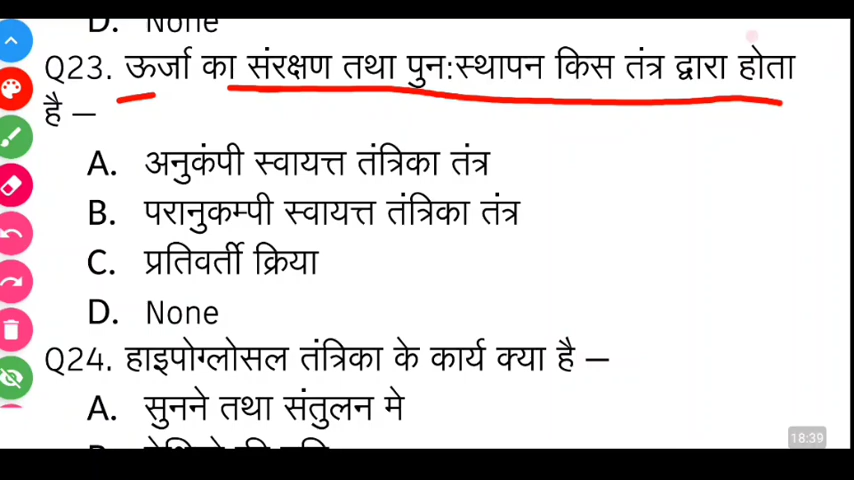 D. None
Q23. ऊर्जा का संरक्षण तथा पुन:स्थापन किस तंत्र द्वारा होता
है –
A. अनुकंपी स्वायत्त तंत्रिका तंत्र
B. परानुकम्पी स्वायत्त तंत्रिका तंत्र
C. प्रतिवर्ती क्रिया
D. None
Q24. हाइपोग्लोसल तंत्रिका के कार्य क्या है –
A. सुनने तथा संतुलन मे
18:39